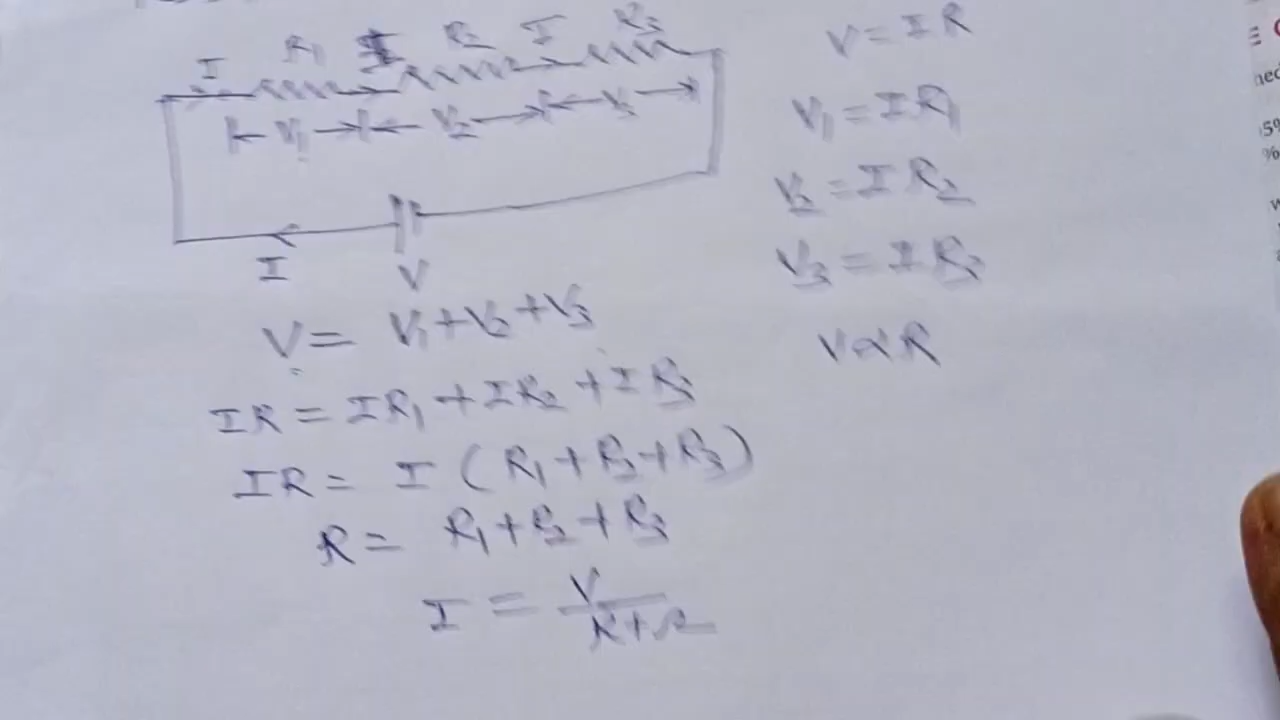 I R₁ I R₂ I R₃
V₁ V₂ V₃
I V
V = V₁ + V₂ + V₃
IR = IR₁ + IR₂ + IR₃
IR = I (R₁ + R₂ + R₃)
R = R₁ + R₂ + R₃
I = V / R + r
V = IR
V₁ = IR₁
V₂ = IR₂
V₃ = IR₃
V ∝ R
5%
%